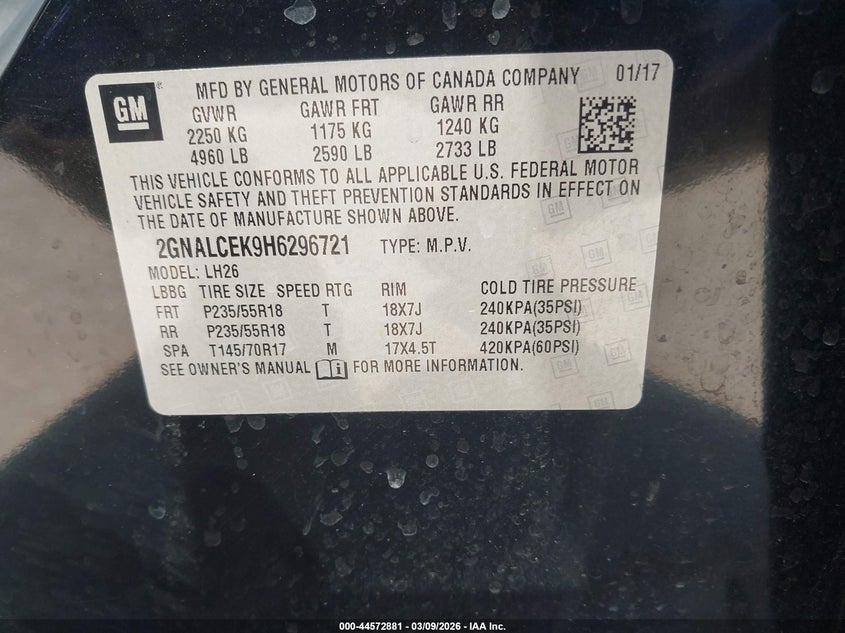 GM
MFD BY GENERAL MOTORS OF CANADA COMPANY 01/17
GVWR GAWR FRT GAWR RR
2250 KG 1175 KG 1240 KG
4960 LB 2590 LB 2733 LB
THIS VEHICLE CONFORMS TO ALL APPLICABLE U.S. FEDERAL MOTOR
VEHICLE SAFETY AND THEFT PREVENTION STANDARDS IN EFFECT ON
THE DATE OF MANUFACTURE SHOWN ABOVE.
2GNALCEK9H6296721 TYPE: M.P.V.
MODEL: LH26
LBBG TIRE SIZE SPEED RTG RIM COLD TIRE PRESSURE
FRT P235/55R18 T 18X7J 240KPA(35PSI)
RR P235/55R18 T 18X7J 240KPA(35PSI)
SPA T145/70R17 M 17X4.5T 420KPA(60PSI)
SEE OWNER'S MANUAL FOR MORE INFORMATION.
000-44572881 | 03/09/2026 - IAA Inc.